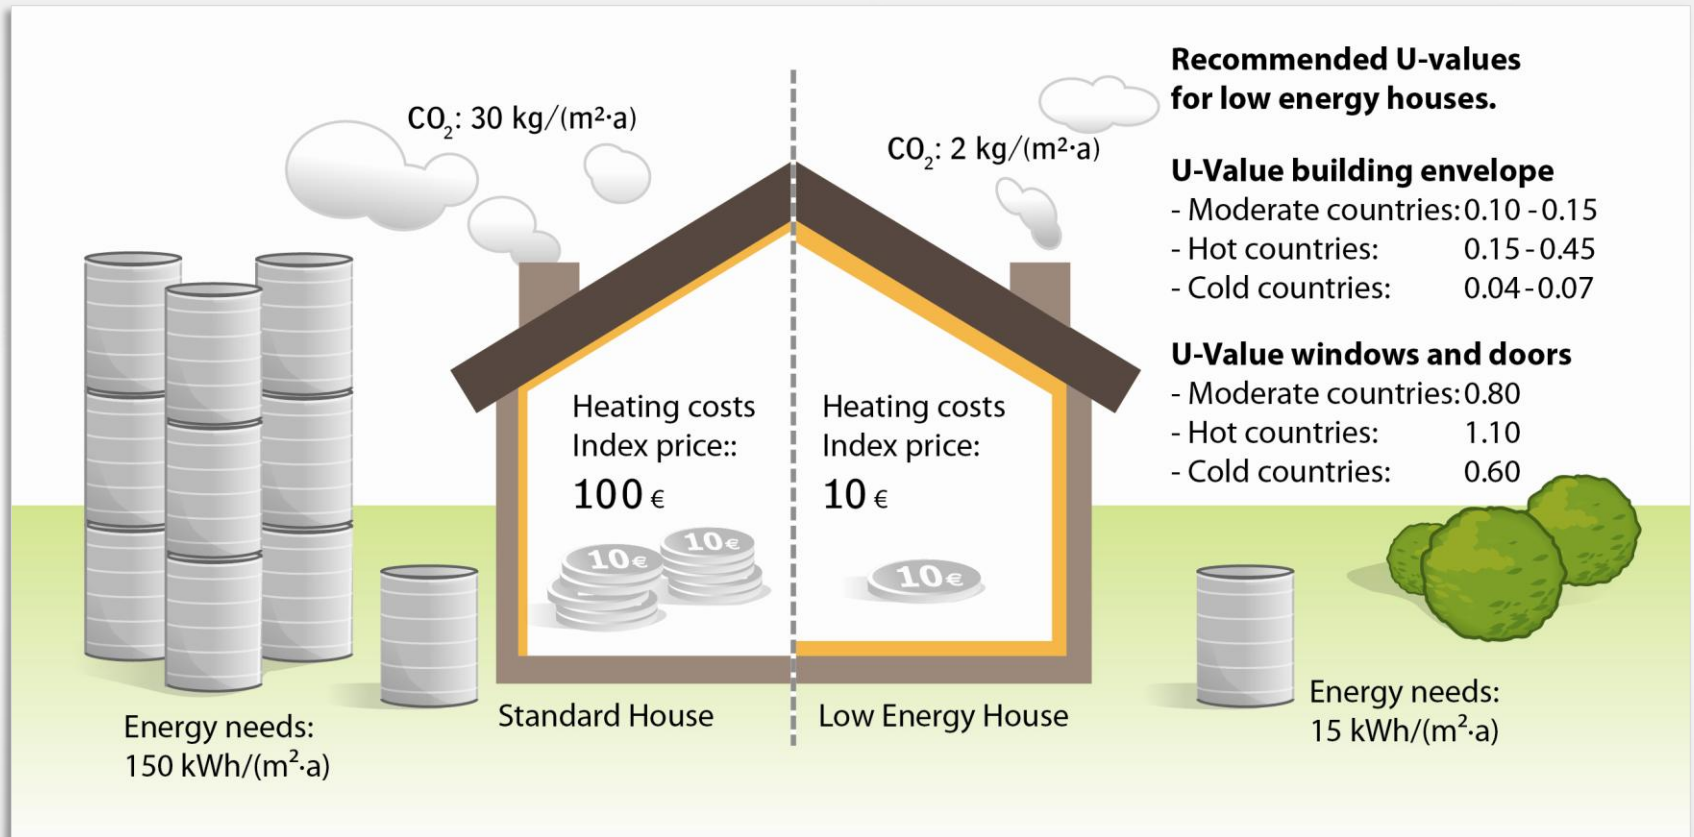 CO₂: 30 kg/(m²·a)
CO₂: 2 kg/(m²·a)
Recommended U-values
for low energy houses.
U-Value building envelope
- Moderate countries: 0.10 - 0.15
- Hot countries: 0.15 - 0.45
- Cold countries: 0.04 - 0.07
U-Value windows and doors
- Moderate countries: 0.80
- Hot countries: 1.10
- Cold countries: 0.60
Heating costs
Index price::
100 €
10€
10€
Heating costs
Index price:
10 €
10€
Energy needs:
150 kWh/(m²·a)
Standard House
Low Energy House
Energy needs:
15 kWh/(m²·a)